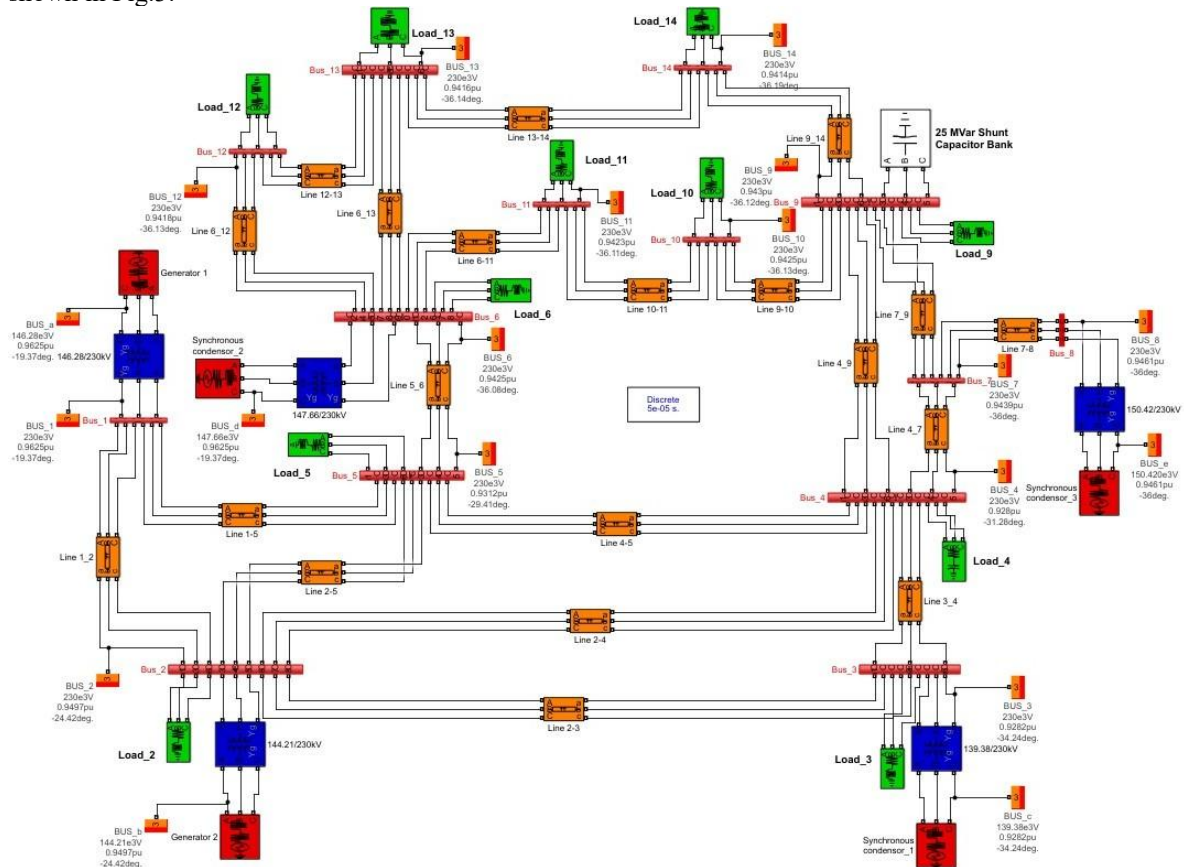 shown in Fig.3.
Load_13
BUS_13
230e3V
0.9416pu
-36.14deg.
Bus_13
Load_14
BUS_14
230e3V
0.9414pu
-36.19deg.
Bus_14
Load_12
Bus_12
BUS_12
230e3V
0.9418pu
-36.13deg.
Line 12-13
Line 13-14
Line 6_12
Line 6_13
Load_11
Bus_11
BUS_11
230e3V
0.9423pu
-36.11deg.
Line 6-11
Load_10
Bus_10
BUS_10
230e3V
0.9425pu
-36.13deg.
Line 10-11
Line 9-10
Line 9_14
BUS_9
230e3V
0.943pu
-36.12deg.
Bus_9
25 MVar Shunt
Capacitor Bank
A
B
C
Load_9
Generator 1
BUS_a
146.28e3V
0.9625pu
-19.37deg.
146.28/230kV
Yg
BUS_1
230e3V
0.9625pu
-19.37deg.
Bus_1
Synchronous
condensor_2
147.66/230kV
BUS_d
147.66e3V
0.9625pu
-19.37deg.
Load_6
Bus_6
BUS_6
230e3V
0.9425pu
-36.08deg.
Line 5_6
Discrete
5e-05 s.
Line 4_9
Line 7_9
Line 7-8
Bus_8
BUS_8
230e3V
0.9461pu
-36deg.
Bus_7
BUS_7
230e3V
0.9439pu
-36deg.
150.42/230kV
Line 4_7
BUS_e
150.420e3V
0.9461pu
-36deg.
Synchronous
condensor_3
Load_5
Bus_5
BUS_5
230e3V
0.9312pu
-29.41deg.
Bus_4
BUS_4
230e3V
0.928pu
-31.28deg.
Load_4
Line 1-5
Line 4-5
Line 1_2
Line 2-5
Line 2-4
Line 3_4
Bus_2
BUS_2
230e3V
0.9497pu
-24.42deg.
Load_2
144.21/230kV
Yg
Line 2-3
Bus_3
BUS_3
230e3V
0.9282pu
-34.24deg.
Load_3
139.38/230kV
Yg
BUS_b
144.21e3V
0.9497pu
-24.42deg.
Generator 2
Synchronous
condensor_1
BUS_c
139.38e3V
0.9282pu
-34.24deg.